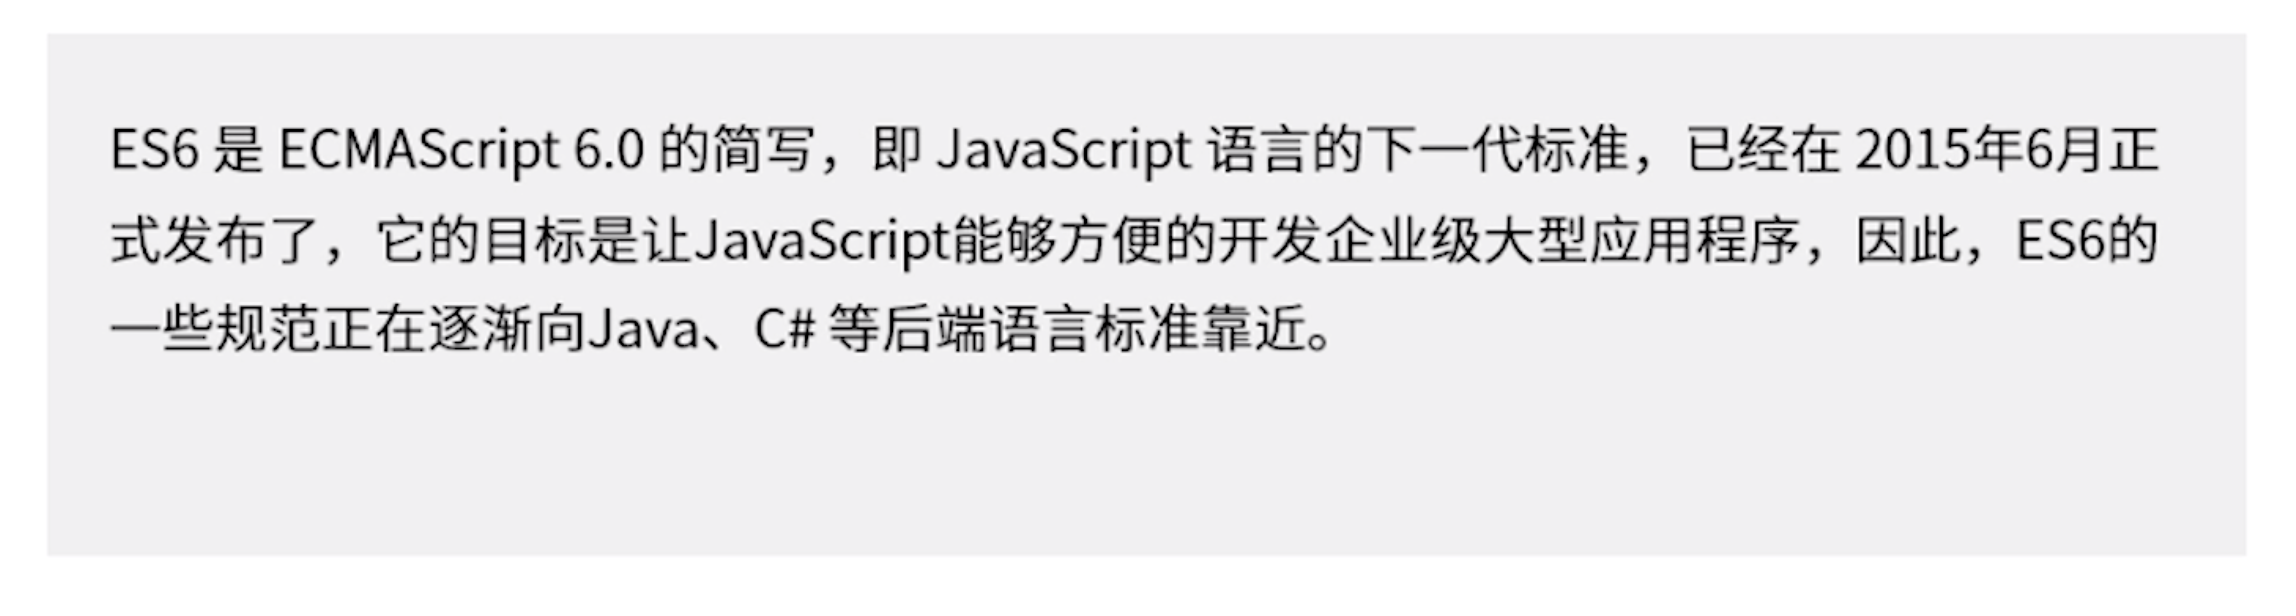 ES6 是 ECMAScript 6.0 的简写，即 JavaScript 语言的下一代标准，已经在 2015年6月正
式发布了，它的目标是让JavaScript能够方便的开发企业级大型应用程序，因此，ES6的
一些规范正在逐渐向Java、C# 等后端语言标准靠近。